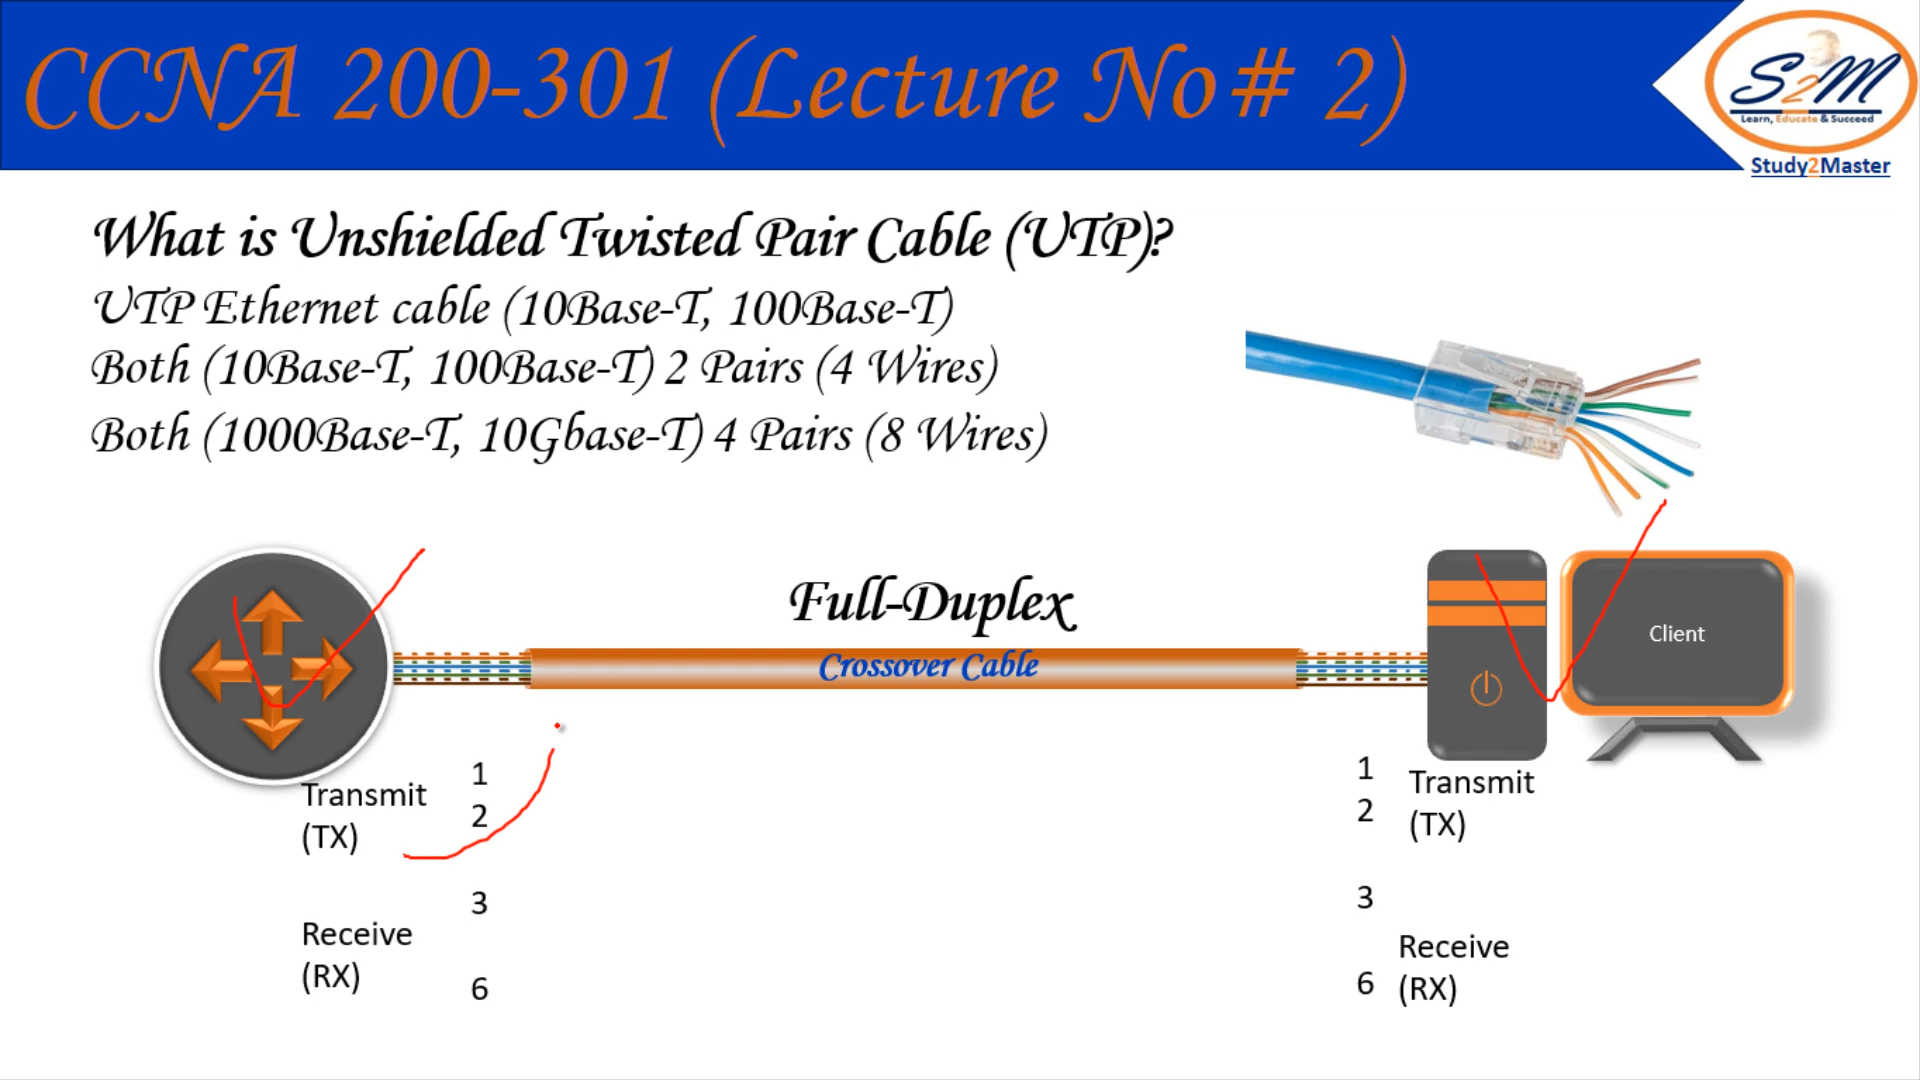 CCNA 200-301 (Lecture No# 2)
S2M
Learn, Educate & Succeed
Study2Master
What is Unshielded Twisted Pair Cable (UTP)?
UTP Ethernet cable (10Base-T, 100Base-T)
Both (10Base-T, 100Base-T) 2 Pairs (4 Wires)
Both (1000Base-T, 10Gbase-T) 4 Pairs (8 Wires)
Full-Duplex
Crossover Cable
Client
Transmit
(TX)
1
2
3
Receive
(RX)
6
1
2
Transmit
(TX)
3
6
Receive
(RX)